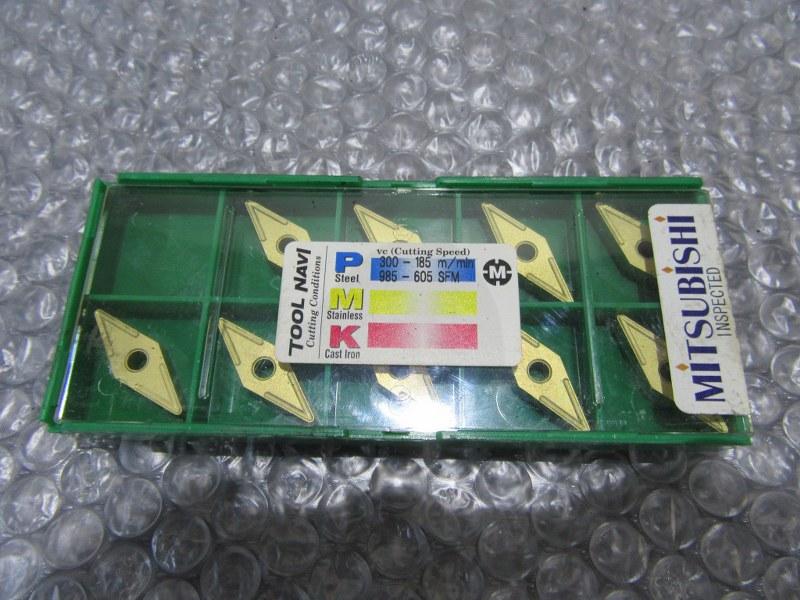 TOOL NAVI
Cutting Conditions
vc (Cutting Speed)
P 300 - 185 m/min
Steel 985 - 605 SFM
M
Stainless
K
Cast Iron
M
MITSUBISHI
INSPECTED